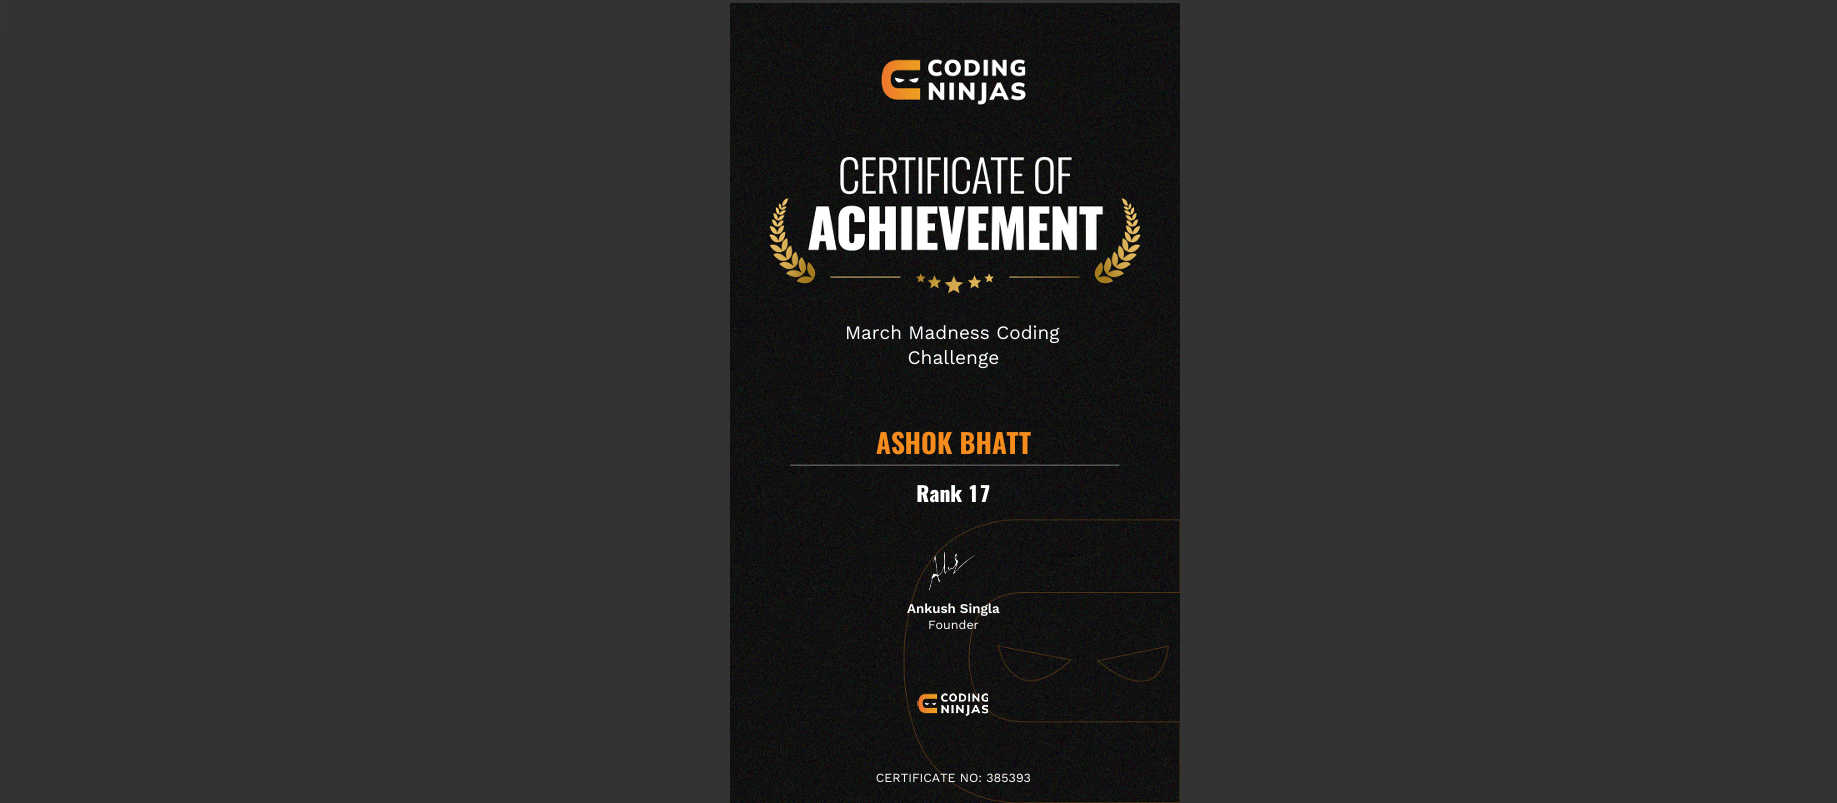 CODING
NINJAS
CERTIFICATE OF
ACHIEVEMENT
March Madness Coding
Challenge
ASHOK BHATT
Rank 17
Ankush Singla
Founder
CODING
NINJAS
CERTIFICATE NO: 385393